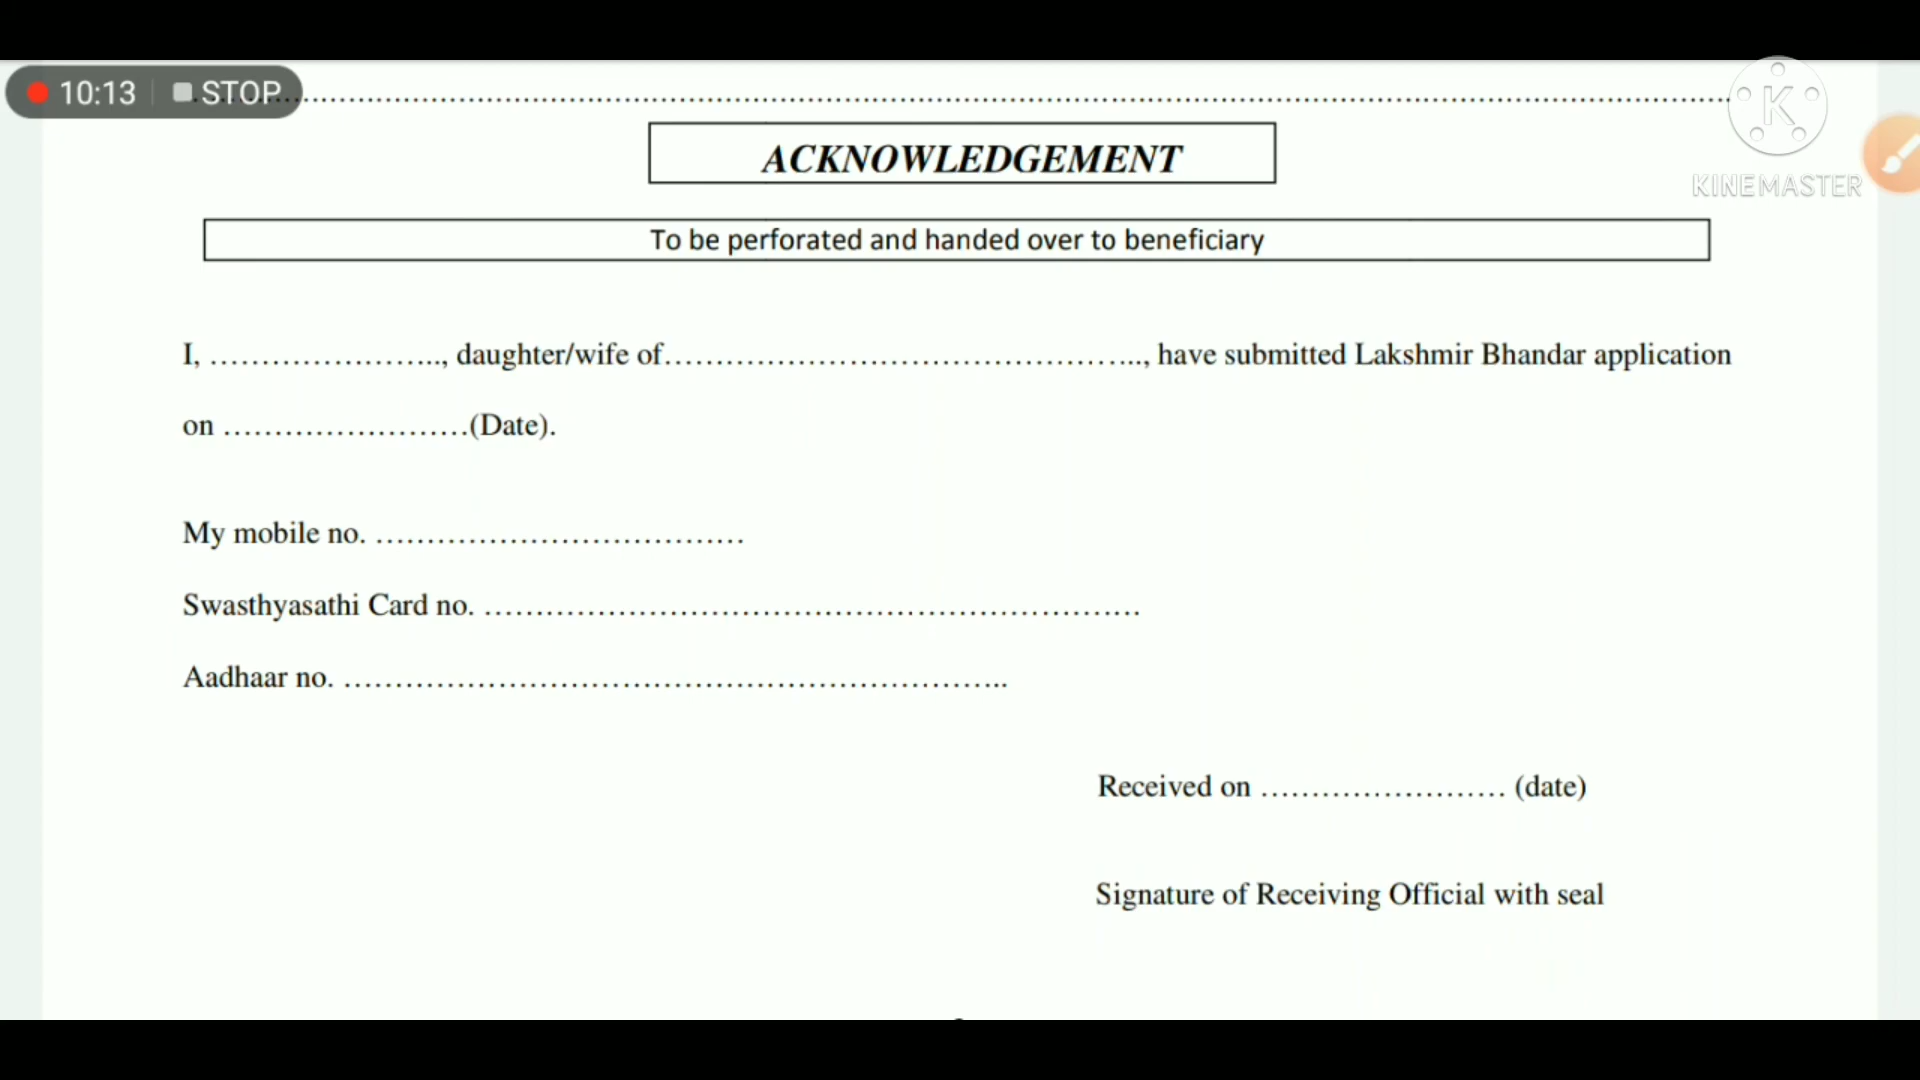 10:13 STOP
................................................................................................................................
K
KINEMASTER
ACKNOWLEDGEMENT
To be perforated and handed over to beneficiary
I, ………………….., daughter/wife of……………………………………….., have submitted Lakshmir Bhandar application
on ……………………(Date).
My mobile no. ………………………………
Swasthyasathi Card no. ……………………………………………………….
Aadhaar no. ………………………………………………………..
Received on …………………… (date)
Signature of Receiving Official with seal